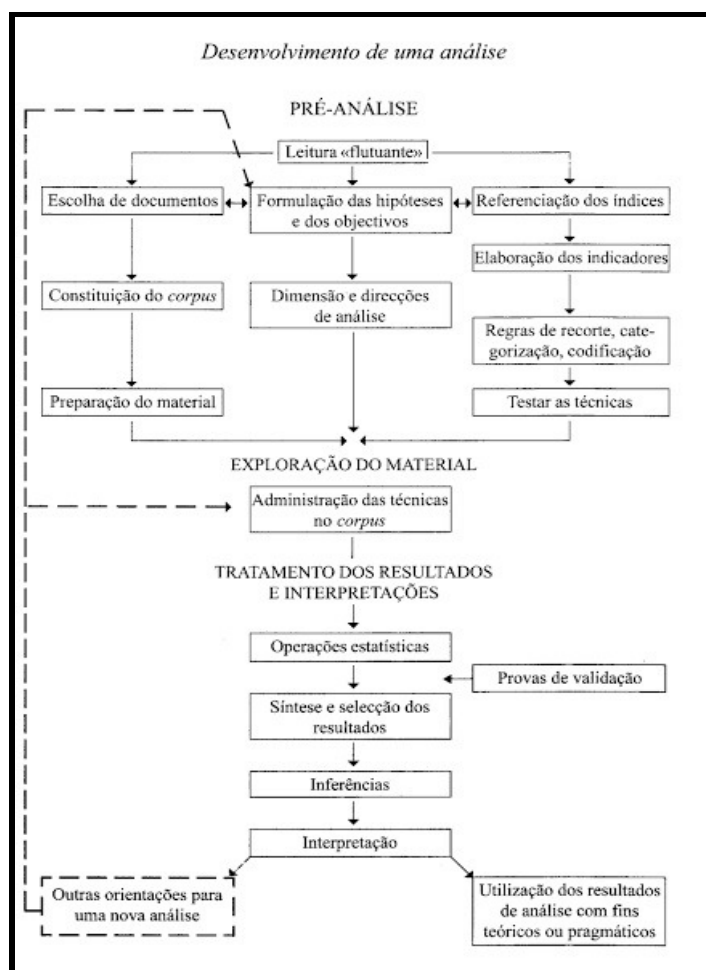 Desenvolvimento de uma análise
PRÉ-ANÁLISE
Leitura «flutuante»
Escolha de documentos
Formulação das hipóteses
e dos objectivos
Referenciação dos índices
Elaboração dos indicadores
Constituição do corpus
Dimensão e direcções
de análise
Regras de recorte, cate-
gorização, codificação
Preparação do material
Testar as técnicas
EXPLORAÇÃO DO MATERIAL
Administração das técnicas
no corpus
TRATAMENTO DOS RESULTADOS
E INTERPRETAÇÕES
Operações estatísticas
Provas de validação
Síntese e selecção dos
resultados
Inferências
Interpretação
Outras orientações para
uma nova análise
Utilização dos resultados
de análise com fins
teóricos ou pragmáticos